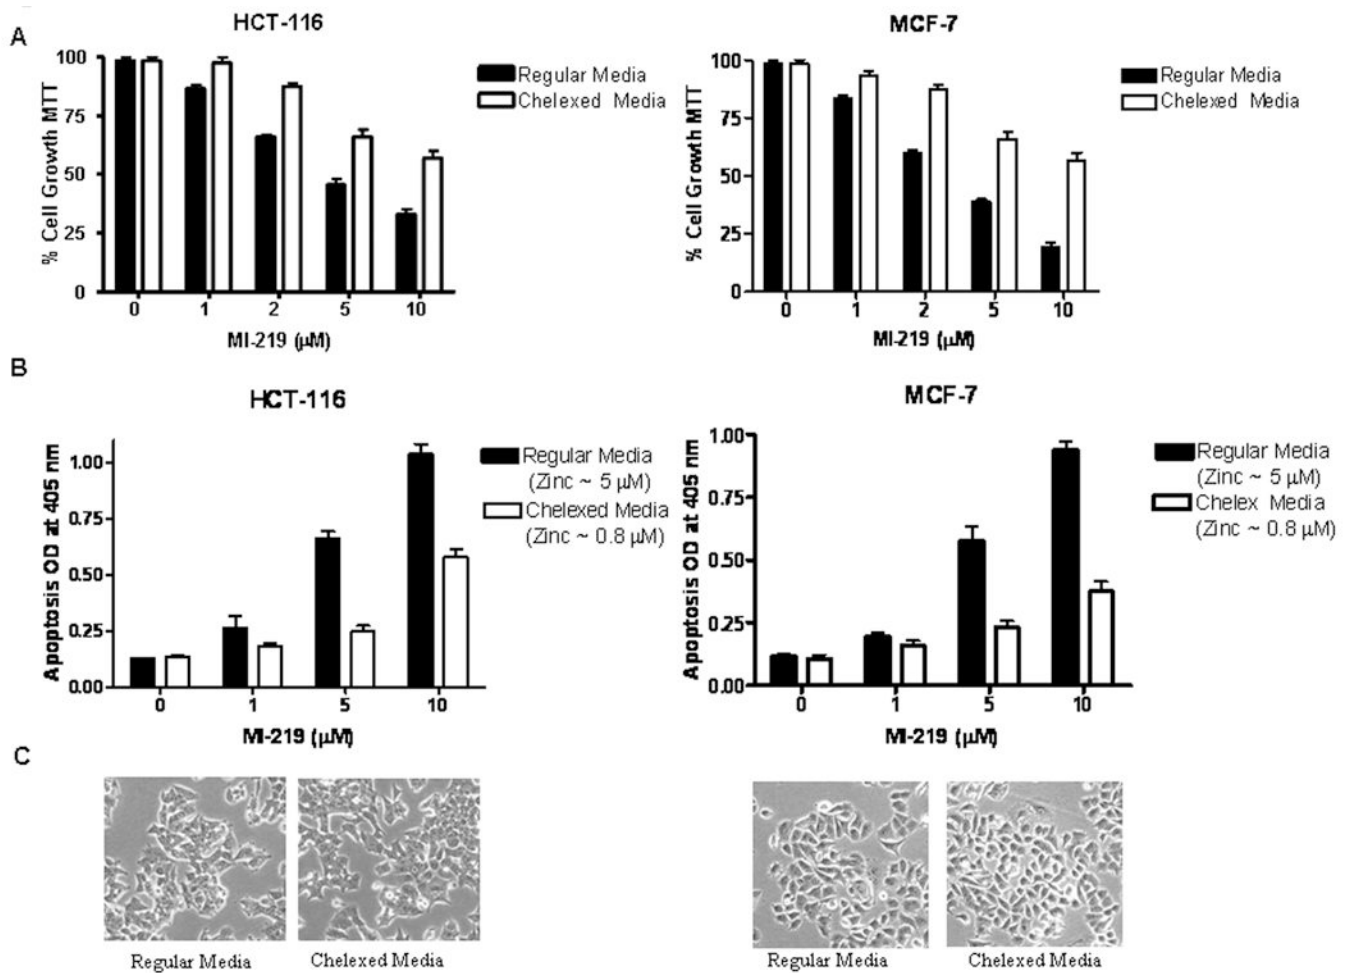 A
HCT-116
100
75
50
25
0
% Cell Growth MTT
0 1 2 5 10
MI-219 (μM)
Regular Media
Chelexed Media
MCF-7
100
75
50
25
0
% Cell Growth MTT
0 1 2 5 10
MI-219 (μM)
Regular Media
Chelexed Media
B
HCT-116
1.00
0.75
0.50
0.25
0.00
Apoptosis OD at 405 nm
0 1 5 10
MI-219 (μM)
Regular Media
(Zinc ~ 5 μM)
Chelexed Media
(Zinc ~ 0.8 μM)
MCF-7
1.00
0.75
0.50
0.25
0.00
Apoptosis OD at 405 nm
0 1 5 10
MI-219 (μM)
Regular Media
(Zinc ~ 5 μM)
Chelex Media
(Zinc ~ 0.8 μM)
C
Regular Media
Chelexed Media
Regular Media
Chelexed Media